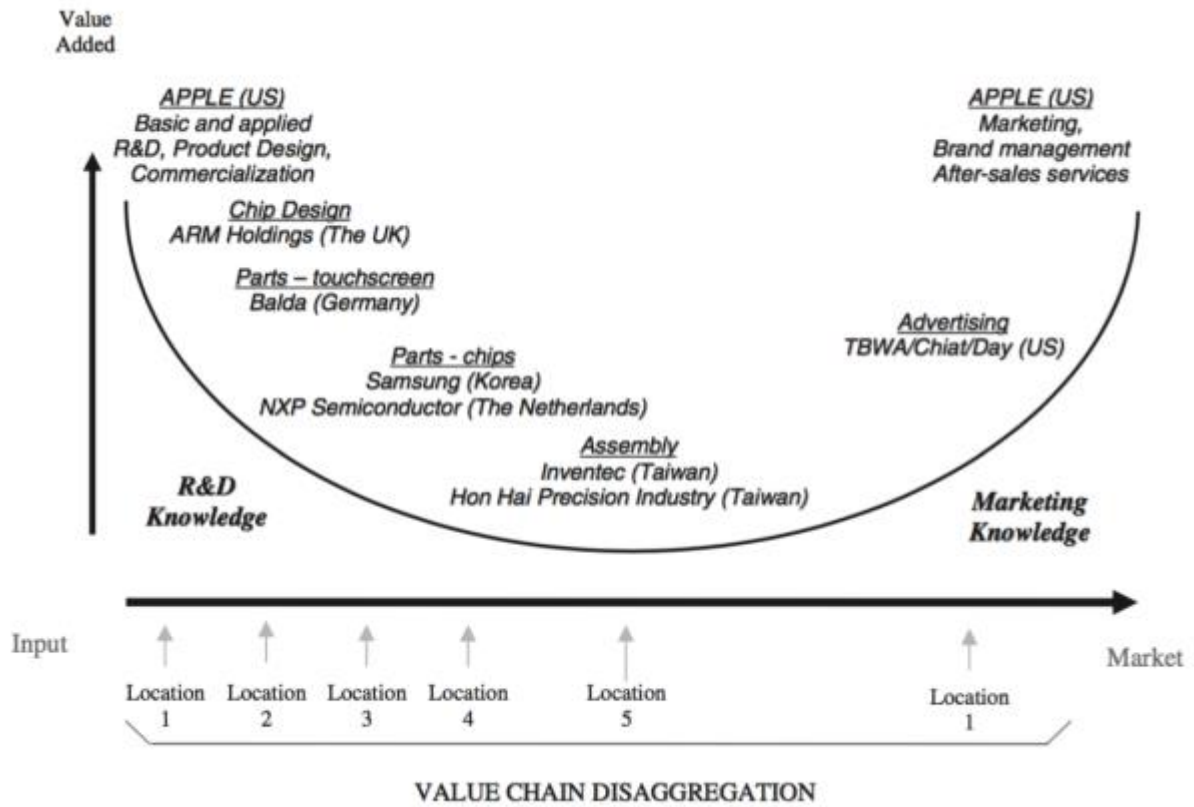 Value
Added
APPLE (US)
Basic and applied
R&D, Product Design,
Commercialization
APPLE (US)
Marketing,
Brand management
After-sales services
Chip Design
ARM Holdings (The UK)
Parts – touchscreen
Balda (Germany)
Advertising
TBWA/Chiat/Day (US)
Parts - chips
Samsung (Korea)
NXP Semiconductor (The Netherlands)
Assembly
Inventec (Taiwan)
Hon Hai Precision Industry (Taiwan)
R&D
Knowledge
Marketing
Knowledge
Input
Market
Location
1
Location
2
Location
3
Location
4
Location
5
Location
1
VALUE CHAIN DISAGGREGATION